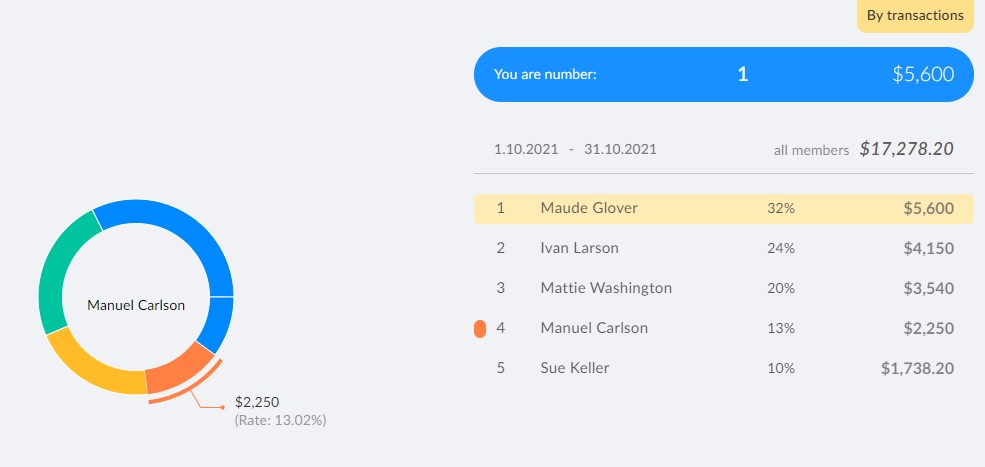 By transactions
You are number: 1 $5,600
1.10.2021 - 31.10.2021 all members $17,278.20
1 Maude Glover 32% $5,600
2 Ivan Larson 24% $4,150
3 Mattie Washington 20% $3,540
4 Manuel Carlson 13% $2,250
5 Sue Keller 10% $1,738.20
Manuel Carlson
$2,250
(Rate: 13.02%)